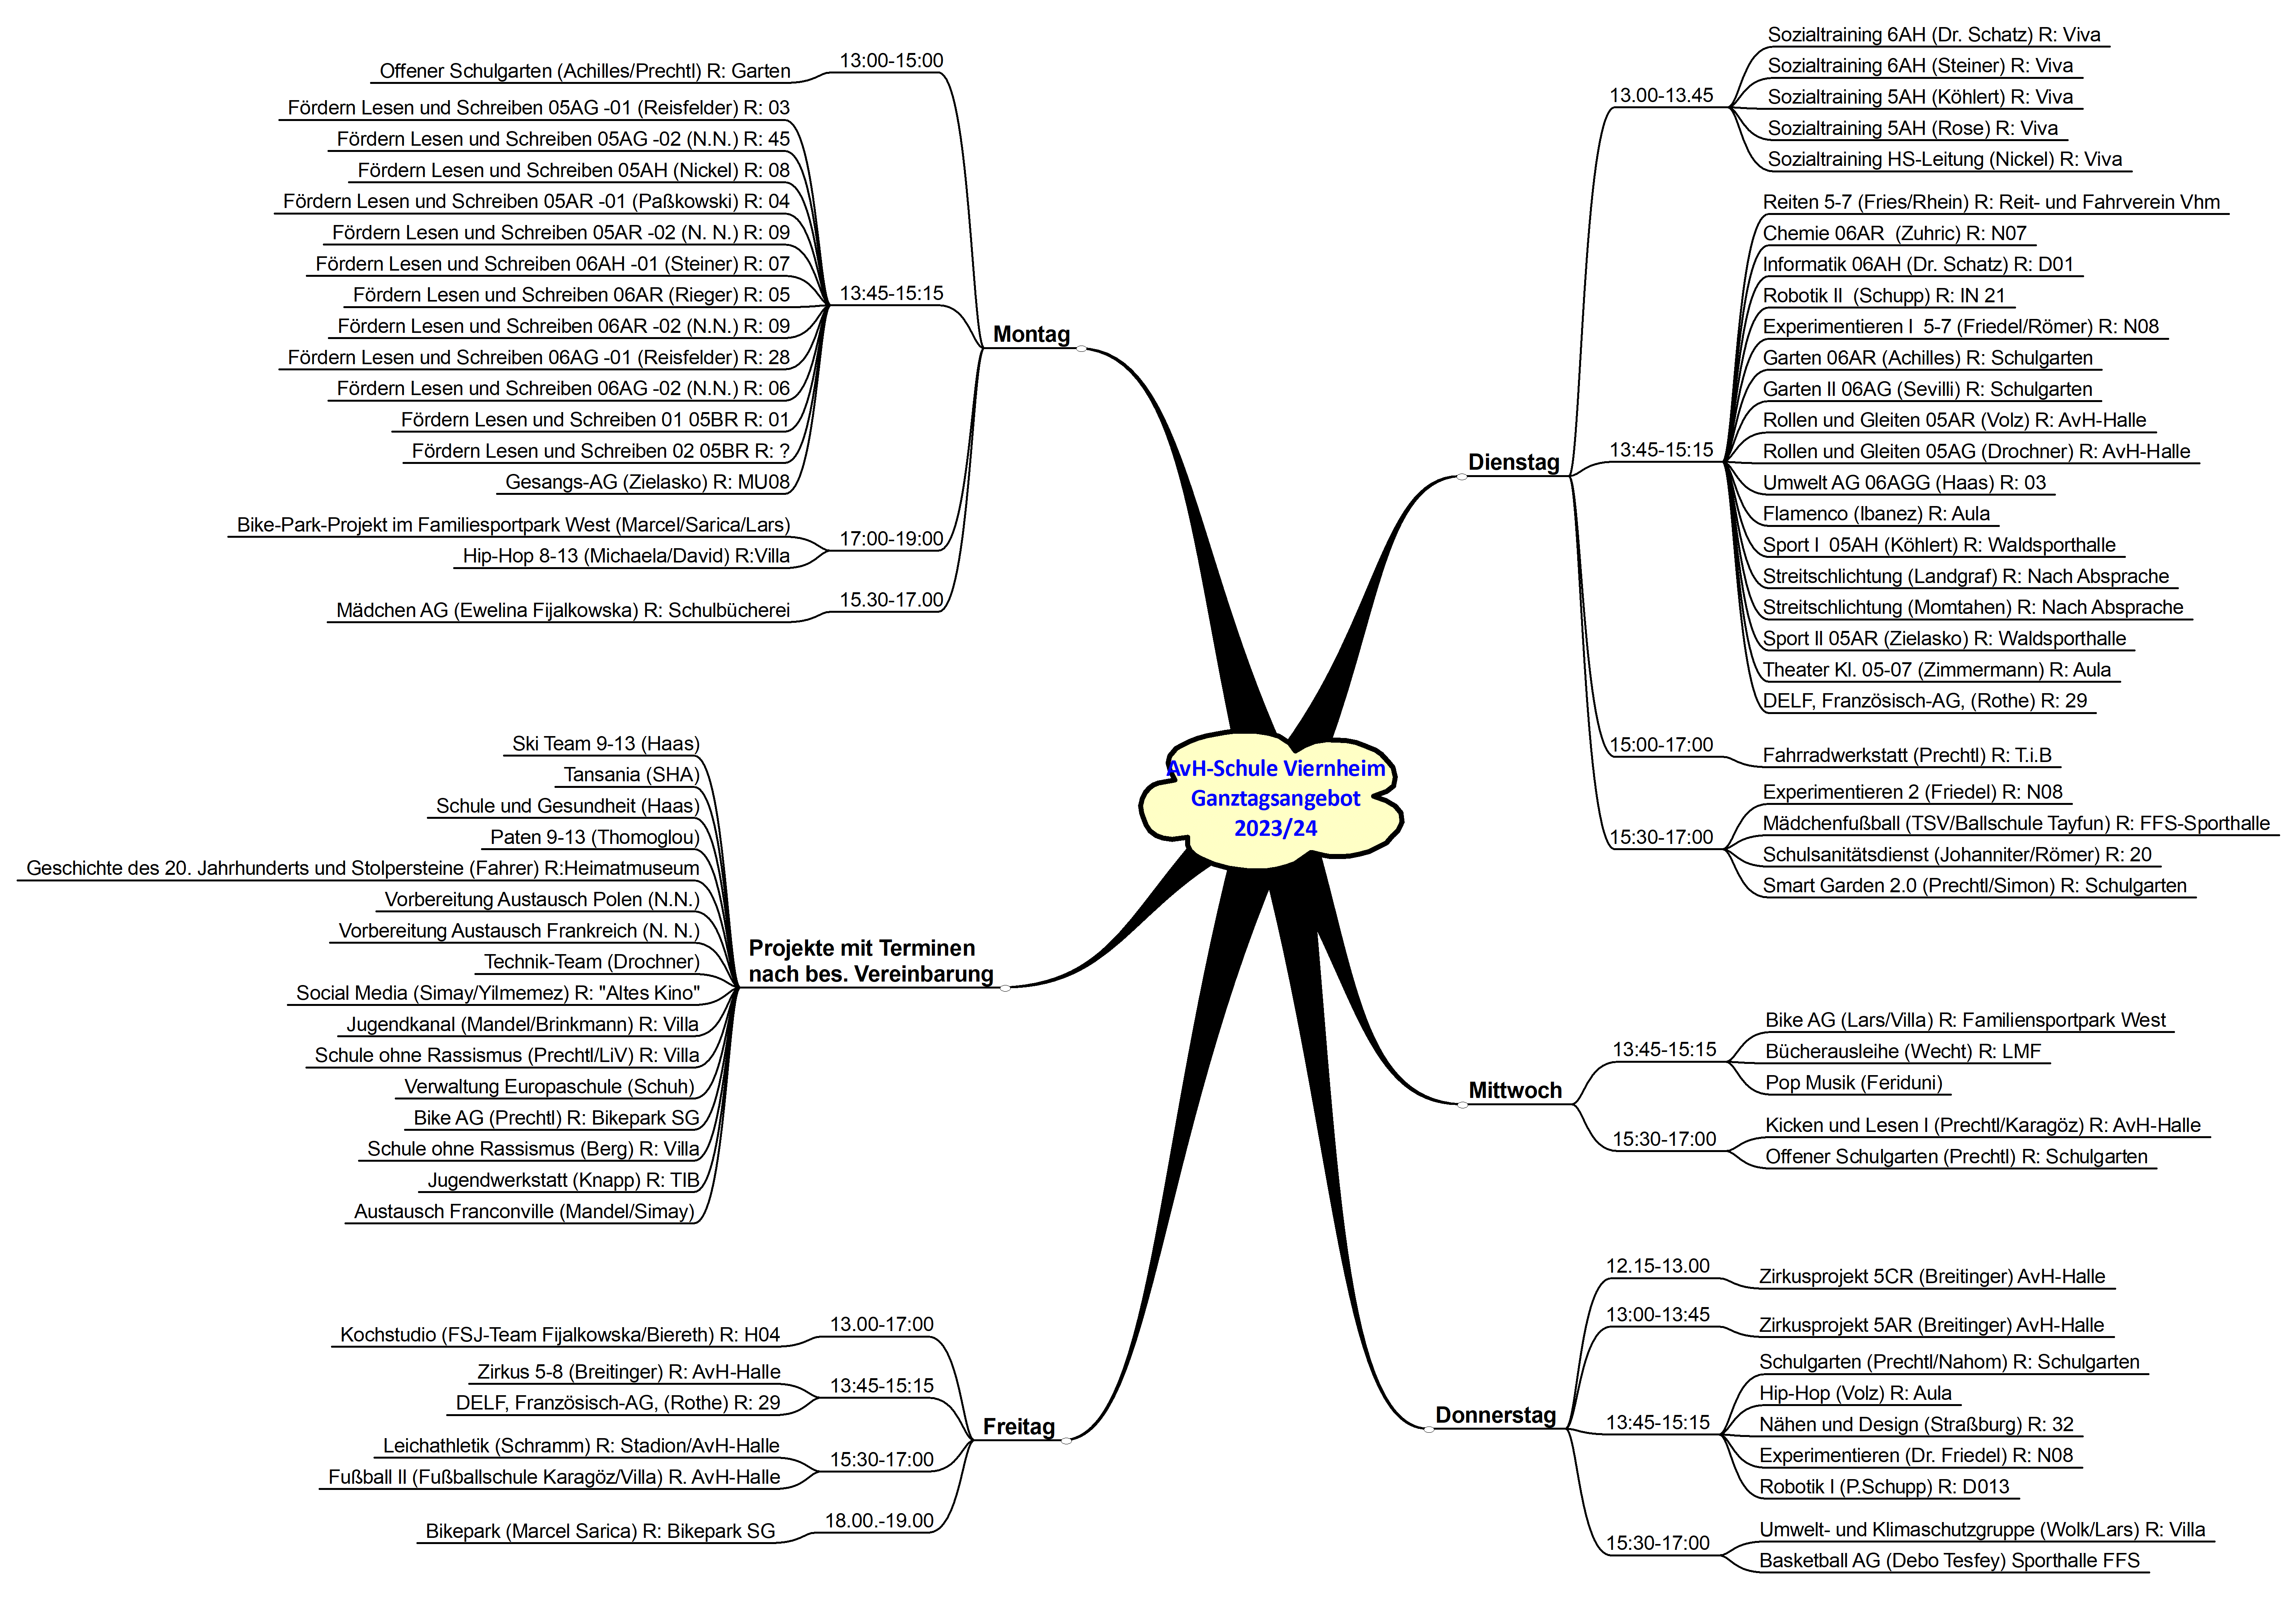 AvH-Schule Viernheim
Ganztagsangebot
2023/24
Montag
13:00-15:00
Offener Schulgarten (Achilles/Prechtl) R: Garten
13:45-15:15
Fördern Lesen und Schreiben 05AG -01 (Reisfelder) R: 03
Fördern Lesen und Schreiben 05AG -02 (N.N.) R: 45
Fördern Lesen und Schreiben 05AH (Nickel) R: 08
Fördern Lesen und Schreiben 05AR -01 (Paßkowski) R: 04
Fördern Lesen und Schreiben 05AR -02 (N. N.) R: 09
Fördern Lesen und Schreiben 06AH -01 (Steiner) R: 07
Fördern Lesen und Schreiben 06AR (Rieger) R: 05
Fördern Lesen und Schreiben 06AR -02 (N.N.) R: 09
Fördern Lesen und Schreiben 06AG -01 (Reisfelder) R: 28
Fördern Lesen und Schreiben 06AG -02 (N.N.) R: 06
Fördern Lesen und Schreiben 01 05BR R: 01
Fördern Lesen und Schreiben 02 05BR R: ?
Gesangs-AG (Zielasko) R: MU08
17:00-19:00
Bike-Park-Projekt im Familiesportpark West (Marcel/Sarica/Lars)
Hip-Hop 8-13 (Michaela/David) R:Villa
15.30-17.00
Mädchen AG (Ewelina Fijalkowska) R: Schulbücherei
Dienstag
13.00-13.45
Sozialtraining 6AH (Dr. Schatz) R: Viva
Sozialtraining 6AH (Steiner) R: Viva
Sozialtraining 5AH (Köhlert) R: Viva
Sozialtraining 5AH (Rose) R: Viva
Sozialtraining HS-Leitung (Nickel) R: Viva
13:45-15:15
Reiten 5-7 (Fries/Rhein) R: Reit- und Fahrverein Vhm
Chemie 06AR (Zuhric) R: N07
Informatik 06AH (Dr. Schatz) R: D01
Robotik II (Schupp) R: IN 21
Experimentieren I 5-7 (Friedel/Römer) R: N08
Garten 06AR (Achilles) R: Schulgarten
Garten II 06AG (Sevilli) R: Schulgarten
Rollen und Gleiten 05AR (Volz) R: AvH-Halle
Rollen und Gleiten 05AG (Drochner) R: AvH-Halle
Umwelt AG 06AGG (Haas) R: 03
Flamenco (Ibanez) R: Aula
Sport I 05AH (Köhlert) R: Waldsporthalle
Streitschlichtung (Landgraf) R: Nach Absprache
Streitschlichtung (Momtahen) R: Nach Absprache
Sport II 05AR (Zielasko) R: Waldsporthalle
Theater Kl. 05-07 (Zimmermann) R: Aula
DELF, Französisch-AG, (Rothe) R: 29
15:00-17:00
Fahrradwerkstatt (Prechtl) R: T.i.B
15:30-17:00
Experimentieren 2 (Friedel) R: N08
Mädchenfußball (TSV/Ballschule Tayfun) R: FFS-Sporthalle
Schulsanitätsdienst (Johanniter/Römer) R: 20
Smart Garden 2.0 (Prechtl/Simon) R: Schulgarten
Mittwoch
13:45-15:15
Bike AG (Lars/Villa) R: Familiensportpark West
Bücherausleihe (Wecht) R: LMF
Pop Musik (Feriduni)
15:30-17:00
Kicken und Lesen I (Prechtl/Karagöz) R: AvH-Halle
Offener Schulgarten (Prechtl) R: Schulgarten
Donnerstag
12.15-13.00
Zirkusprojekt 5CR (Breitinger) AvH-Halle
13:00-13:45
Zirkusprojekt 5AR (Breitinger) AvH-Halle
13:45-15:15
Schulgarten (Prechtl/Nahom) R: Schulgarten
Hip-Hop (Volz) R: Aula
Nähen und Design (Straßburg) R: 32
Experimentieren (Dr. Friedel) R: N08
Robotik I (P.Schupp) R: D013
15:30-17:00
Umwelt- und Klimaschutzgruppe (Wolk/Lars) R: Villa
Basketball AG (Debo Tesfey) Sporthalle FFS
Freitag
13.00-17:00
Kochstudio (FSJ-Team Fijalkowska/Biereth) R: H04
13:45-15:15
Zirkus 5-8 (Breitinger) R: AvH-Halle
DELF, Französisch-AG, (Rothe) R: 29
15:30-17:00
Leichathletik (Schramm) R: Stadion/AvH-Halle
Fußball II (Fußballschule Karagöz/Villa) R. AvH-Halle
18.00.-19.00
Bikepark (Marcel Sarica) R: Bikepark SG
Projekte mit Terminen
nach bes. Vereinbarung
Ski Team 9-13 (Haas)
Tansania (SHA)
Schule und Gesundheit (Haas)
Paten 9-13 (Thomoglou)
Geschichte des 20. Jahrhunderts und Stolpersteine (Fahrer) R:Heimatmuseum
Vorbereitung Austausch Polen (N.N.)
Vorbereitung Austausch Frankreich (N. N.)
Technik-Team (Drochner)
Social Media (Simay/Yilmemez) R: "Altes Kino"
Jugendkanal (Mandel/Brinkmann) R: Villa
Schule ohne Rassismus (Prechtl/LiV) R: Villa
Verwaltung Europaschule (Schuh)
Bike AG (Prechtl) R: Bikepark SG
Schule ohne Rassismus (Berg) R: Villa
Jugendwerkstatt (Knapp) R: TIB
Austausch Franconville (Mandel/Simay)